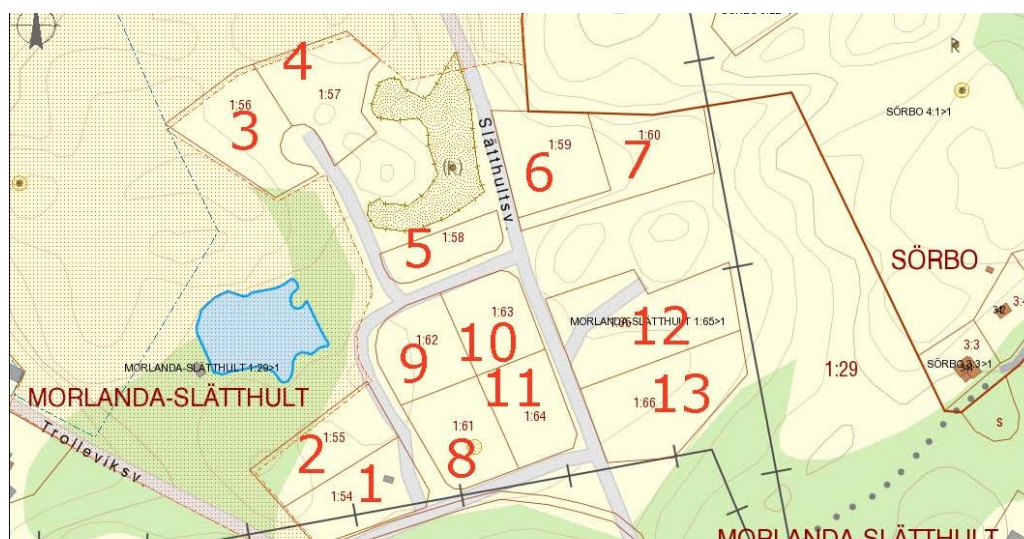 4
1:56
1:57
3
SÖRBO 4:1>1
Slätthultsv.
1:59
6
1:60
7
(R)
R
5
1:58
SÖRBO
1:63
10
1:62
9
MORLANDA-SLÄTTHULT 1:65>1
12
3:3
SÖRBO 3:3>1
MORLANDA-SLÄTTHULT 1:29>1
MORLANDA-SLÄTTHULT
1:29
11
1:64
1:66
13
S
Trolleviksv.
1:55
2
1:61
8
1:54
1
MORLANDA-SLÄTTHULT